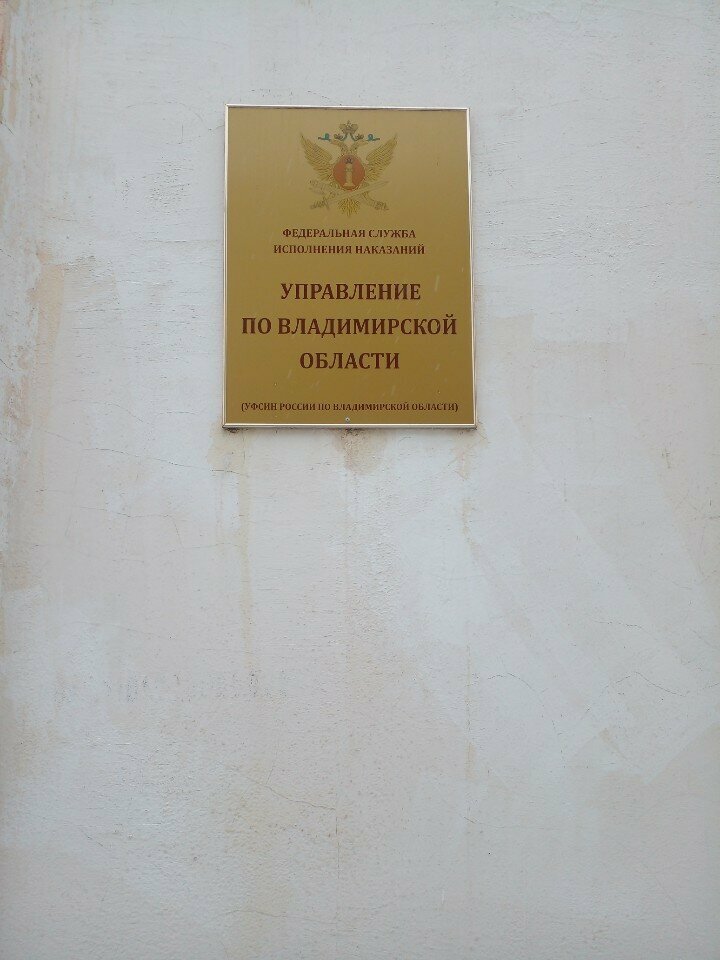 ФЕДЕРАЛЬНАЯ СЛУЖБА
ИСПОЛНЕНИЯ НАКАЗАНИЙ
УПРАВЛЕНИЕ
ПО ВЛАДИМИРСКОЙ
ОБЛАСТИ
(УФСИН РОССИИ ПО ВЛАДИМИРСКОЙ ОБЛАСТИ)